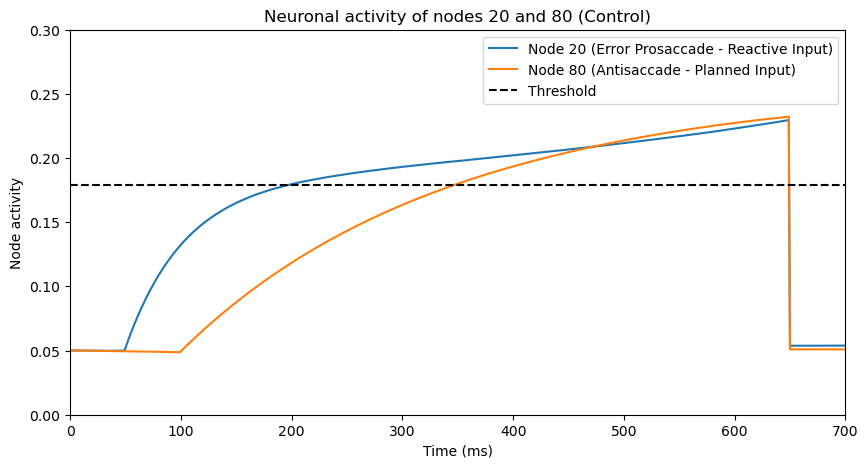 Neuronal activity of nodes 20 and 80 (Control)
0.30
0.25
0.20
0.15
0.10
0.05
0.00
Node activity
Node 20 (Error Prosaccade - Reactive Input)
Node 80 (Antisaccade - Planned Input)
Threshold
0 100 200 300 400 500 600 700
Time (ms)